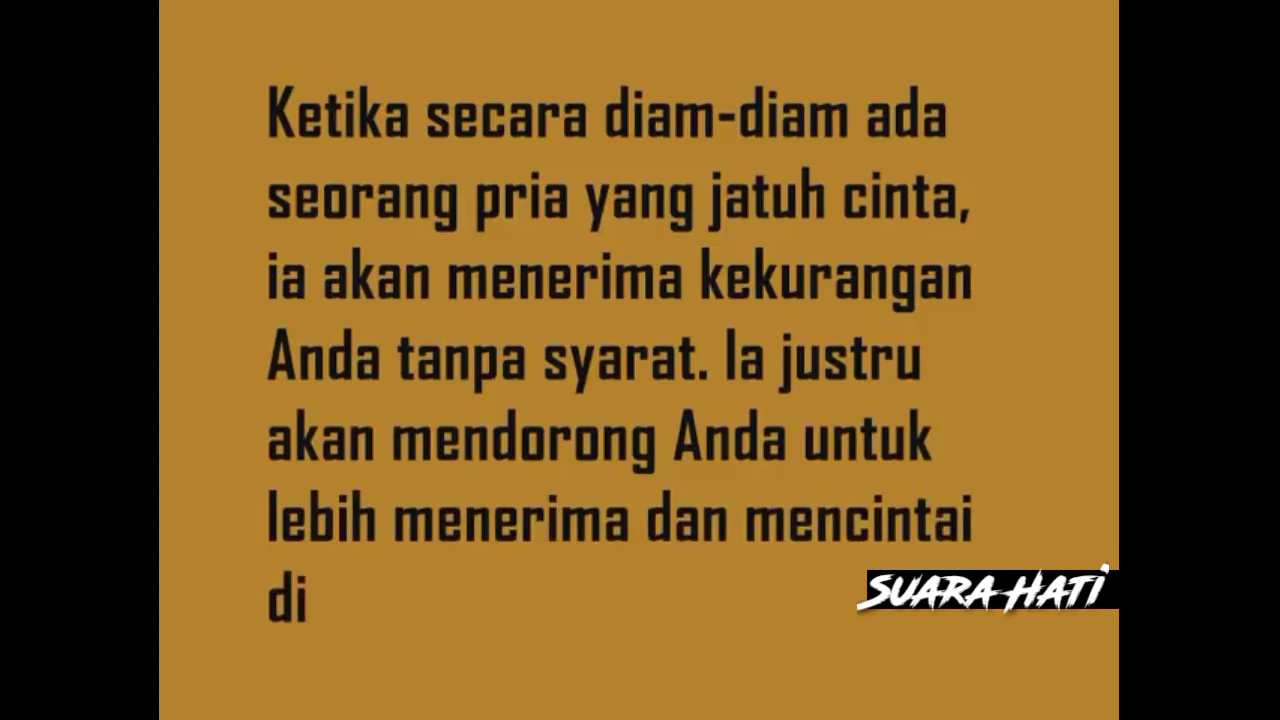 Ketika secara diam-diam ada
seorang pria yang jatuh cinta,
ia akan menerima kekurangan
Anda tanpa syarat. Ia justru
akan mendorong Anda untuk
lebih menerima dan mencintai
di
SUARA HATI